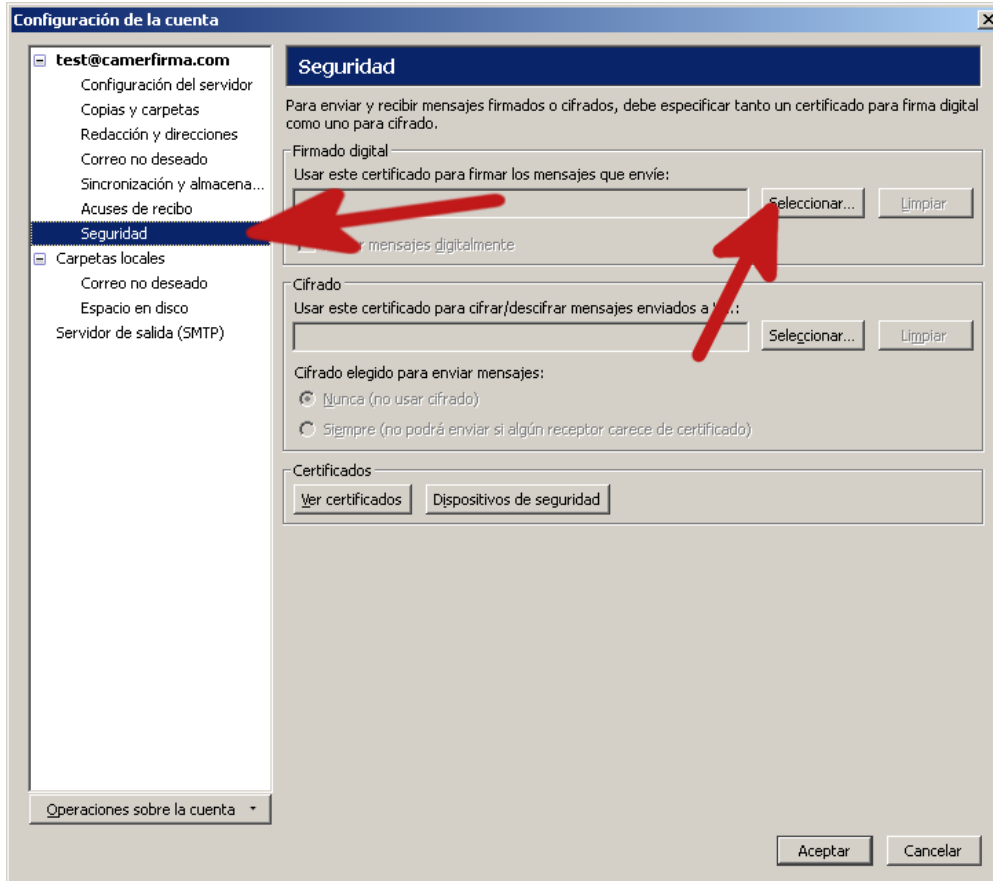 Configuración de la cuenta
test@camerfirma.com
Configuración del servidor
Copias y carpetas
Redacción y direcciones
Correo no deseado
Sincronización y almacena...
Acuses de recibo
Seguridad
Carpetas locales
Correo no deseado
Espacio en disco
Servidor de salida (SMTP)
Operaciones sobre la cuenta
Seguridad
Para enviar y recibir mensajes firmados o cifrados, debe especificar tanto un certificado para firma digital
como uno para cifrado.
Firmado digital
Usar este certificado para firmar los mensajes que envíe:
Seleccionar... Limpiar
mensajes digitalmente
Cifrado
Usar este certificado para cifrar/descifrar mensajes enviados a
Seleccionar... Limpiar
Cifrado elegido para enviar mensajes:
Nunca (no usar cifrado)
Siempre (no podrá enviar si algún receptor carece de certificado)
Certificados
Ver certificados Dispositivos de seguridad
Aceptar Cancelar